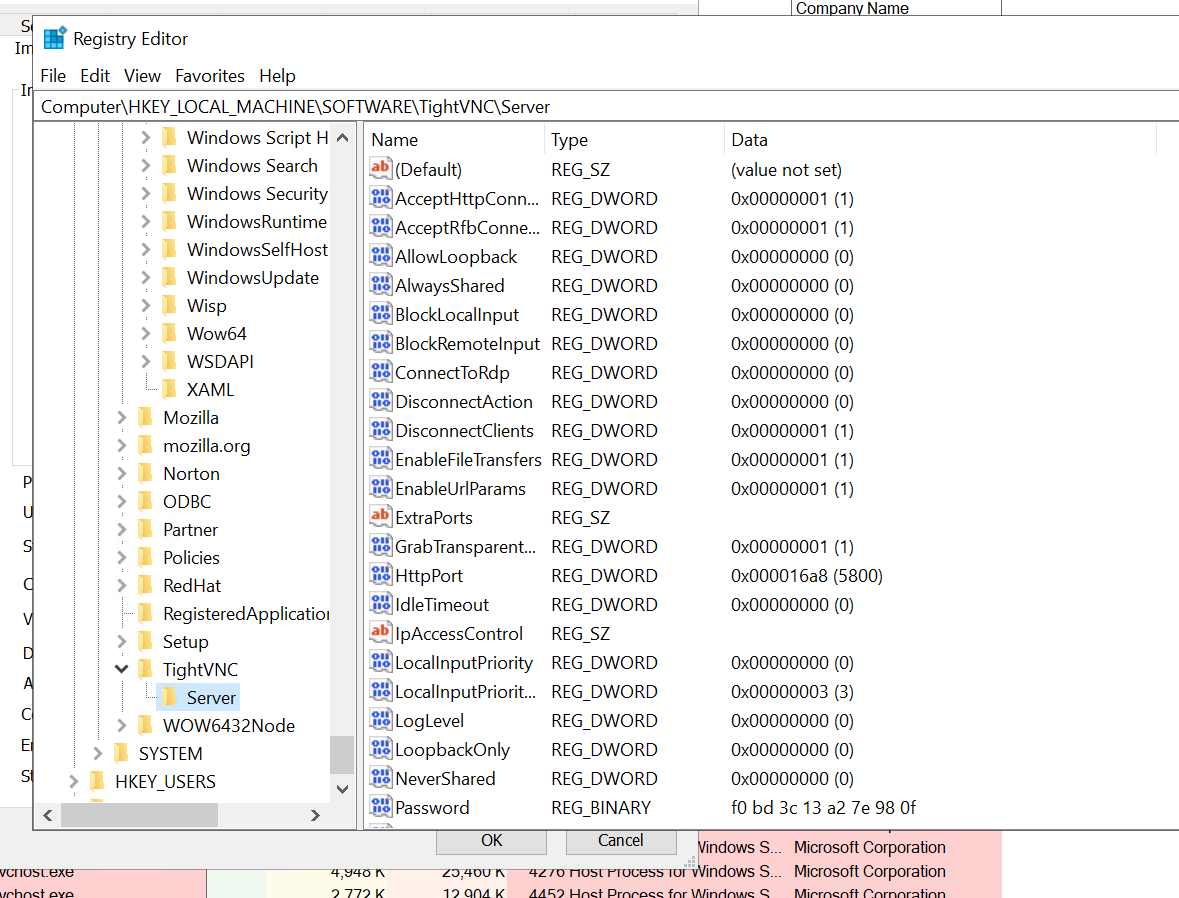 Company Name
Registry Editor
File Edit View Favorites Help
Computer\HKEY_LOCAL_MACHINE\SOFTWARE\TightVNC\Server
Windows Script H
Windows Search
Windows Security
WindowsRuntime
WindowsSelfHost
WindowsUpdate
Wisp
Wow64
WSDAPI
XAML
Mozilla
mozilla.org
Norton
ODBC
Partner
Policies
RedHat
RegisteredApplication
Setup
TightVNC
Server
WOW6432Node
SYSTEM
HKEY_USERS
Name Type Data
(Default) REG_SZ (value not set)
AcceptHttpConn... REG_DWORD 0x00000001 (1)
AcceptRfbConne... REG_DWORD 0x00000001 (1)
AllowLoopback REG_DWORD 0x00000000 (0)
AlwaysShared REG_DWORD 0x00000000 (0)
BlockLocalInput REG_DWORD 0x00000000 (0)
BlockRemoteInput REG_DWORD 0x00000000 (0)
ConnectToRdp REG_DWORD 0x00000000 (0)
DisconnectAction REG_DWORD 0x00000000 (0)
DisconnectClients REG_DWORD 0x00000001 (1)
EnableFileTransfers REG_DWORD 0x00000001 (1)
EnableUrlParams REG_DWORD 0x00000001 (1)
ExtraPorts REG_SZ
GrabTransparent... REG_DWORD 0x00000001 (1)
HttpPort REG_DWORD 0x000016a8 (5800)
IdleTimeout REG_DWORD 0x00000000 (0)
IpAccessControl REG_SZ
LocalInputPriority REG_DWORD 0x00000000 (0)
LocalInputPriorit... REG_DWORD 0x00000003 (3)
LogLevel REG_DWORD 0x00000000 (0)
LoopbackOnly REG_DWORD 0x00000000 (0)
NeverShared REG_DWORD 0x00000000 (0)
Password REG_BINARY f0 bd 3c 13 a2 7e 98 0f
OK Cancel
Windows S... Microsoft Corporation
vchost.exe 4,948 K 25,460 K 4276 Host Process for Windows S... Microsoft Corporation
vchost.exe 2,772 K 12,904 K 4452 Host Process for Windows S... Microsoft Corporation